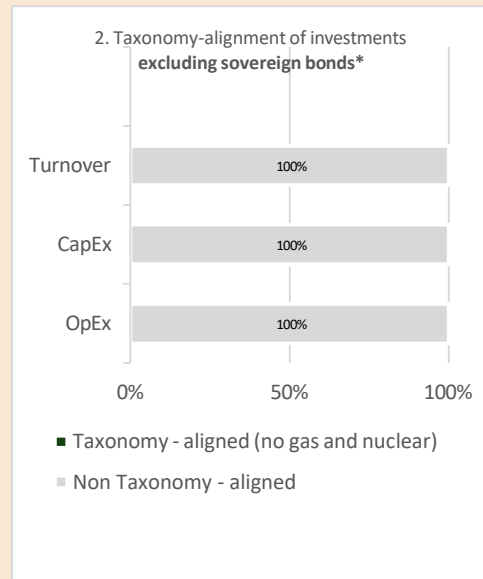 2. Taxonomy-alignment of investments
excluding sovereign bonds*
Turnover
100%
CapEx
100%
OpEx
100%
0%
50%
100%
Taxonomy - aligned (no gas and nuclear)
Non Taxonomy - aligned